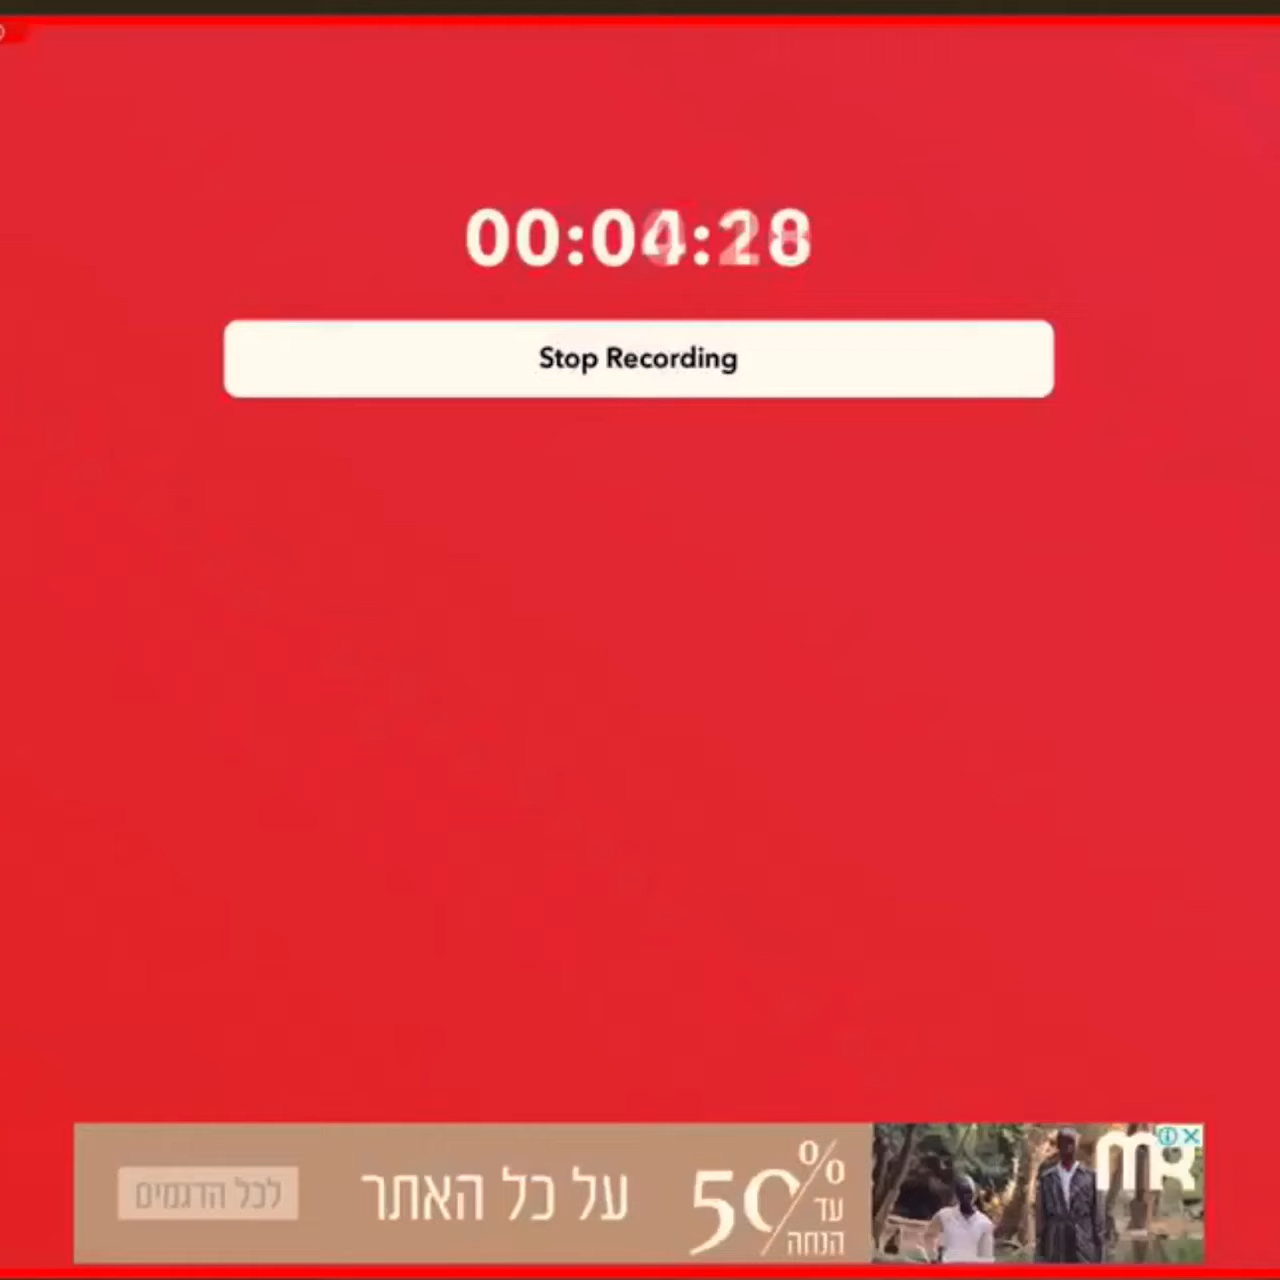 00:04:28
Stop Recording
עד 50%
הנחה
על כל האתר
לכל הדגמים